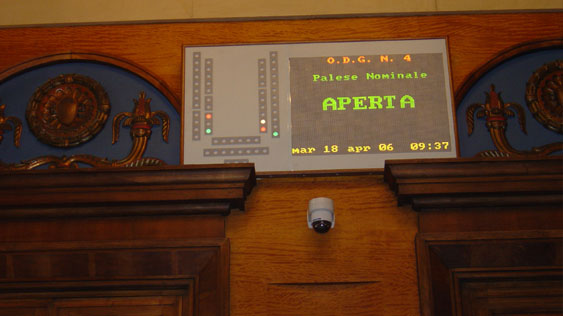 O.D.G. N. 4
Palese Nominale
APERTA
mar 18 apr 06 09:37